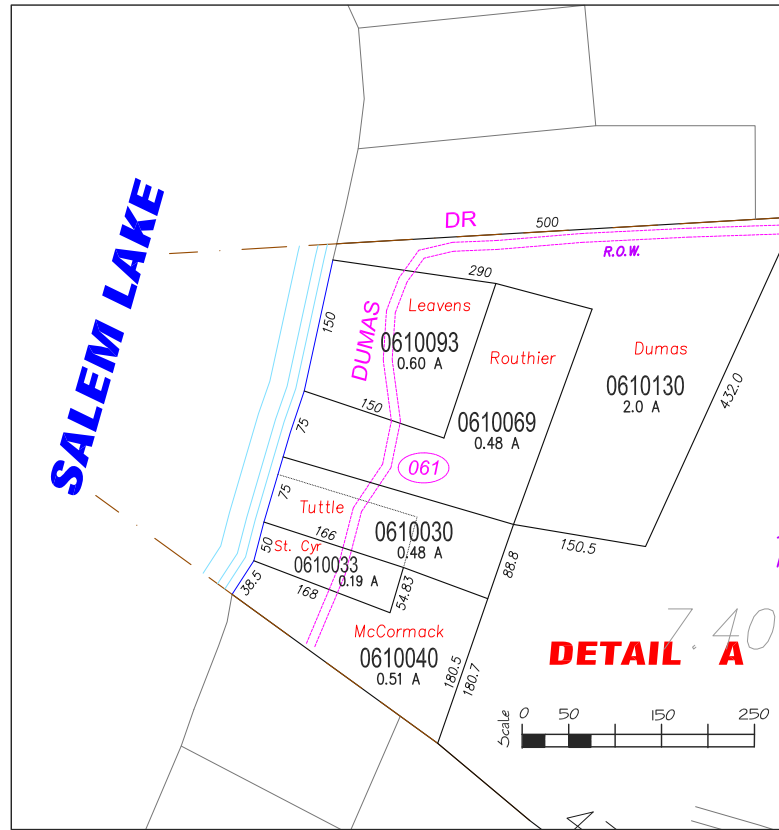 SALEM LAKE
DR
500
R.O.W.
290
Leavens
0610093
0.60 A
150
DUMAS
Routhier
Dumas
0610130
2.0 A
432.0
0610069
0.48 A
150
75
061
75
Tuttle
0610030
0.48 A
166
50
St. Cyr
0610033
0.19 A
88.8
150.5
38.5
168
54.83
McCormack
0610040
0.51 A
180.5
180.7
7.40
DETAIL A
Scale
0 50 150 250